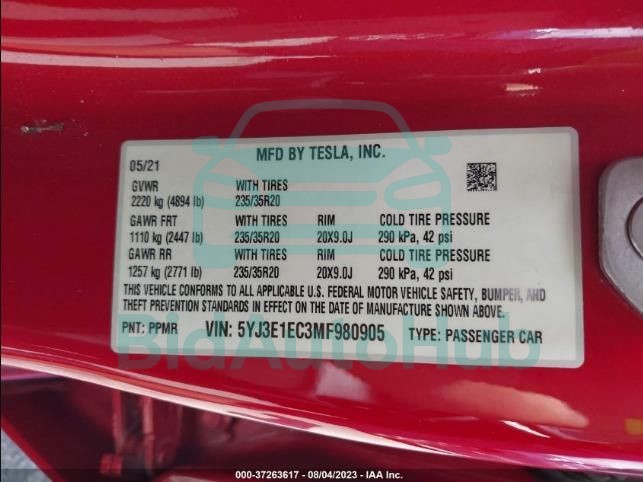 05/21 MFD BY TESLA, INC.
GVWR WITH TIRES
2220 kg (4894 lb) 235/35R20
GAWR FRT WITH TIRES RIM COLD TIRE PRESSURE
1110 kg (2447 lb) 235/35R20 20X9.0J 290 kPa, 42 psi
GAWR RR WITH TIRES RIM COLD TIRE PRESSURE
1257 kg (2771 lb) 235/35R20 20X9.0J 290 kPa, 42 psi
THIS VEHICLE CONFORMS TO ALL APPLICABLE U.S. FEDERAL MOTOR VEHICLE SAFETY, BUMPER, AND
THEFT PREVENTION STANDARDS IN EFFECT ON THE DATE OF MANUFACTURE SHOWN ABOVE.
PNT: PPMR VIN: 5YJ3E1EC3MF980905 TYPE: PASSENGER CAR
BidAutoHub
000-37263617 - 08/04/2023 - IAA Inc.